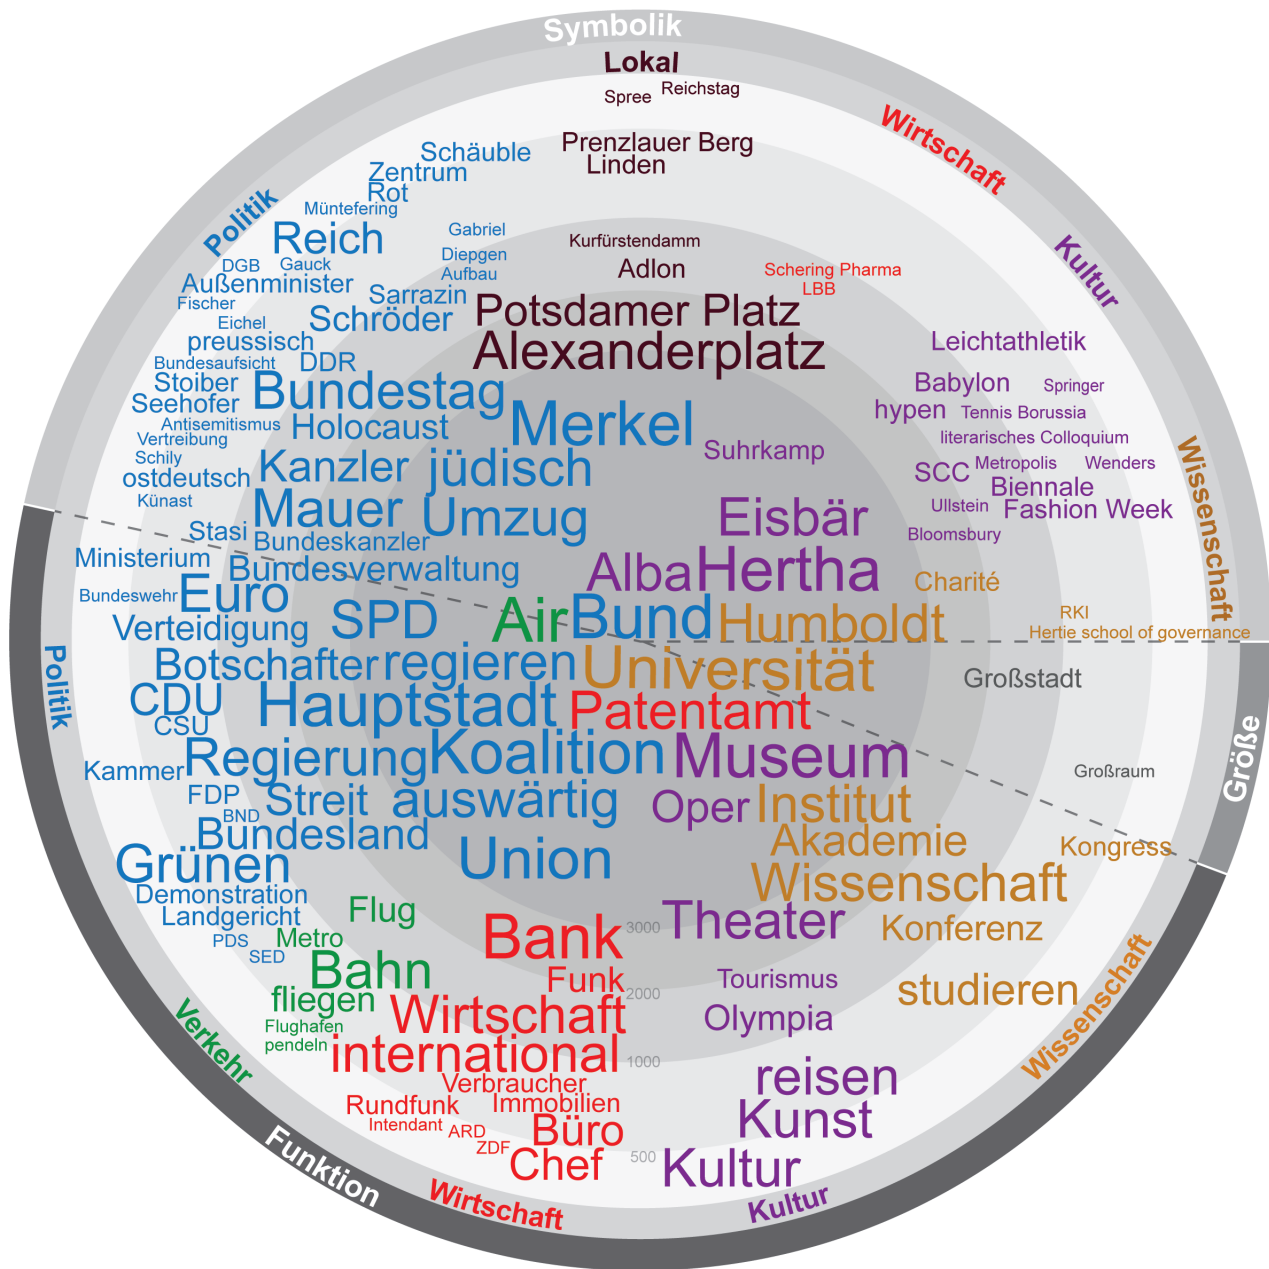 Symbolik
Lokal
Spree
Reichstag
Wirtschaft
Prenzlauer Berg
Linden
Schäuble
Zentrum
Rot
Müntefering
Politik
Reich
Gabriel
Kurfürstendamm
Diepgen
DGB
Gauck
Aufbau
Adlon
Schering Pharma
LBB
Kultur
Außenminister
Fischer
Sarrazin
Eichel
Schröder
Potsdamer Platz
preussisch
Alexanderplatz
Leichtathletik
Bundesaufsicht
DDR
Stoiber
Bundestag
Babylon
Springer
Seehofer
hypen
Tennis Borussia
Antisemitismus
Holocaust
Merkel
Vertreibung
literarisches Colloquium
Schily
Kanzler
jüdisch
Suhrkamp
SCC
Metropolis
Wenders
ostdeutsch
Biennale
Künast
Mauer
Umzug
Eisbär
Ullstein
Fashion Week
Wissenschaft
Stasi
Bundeskanzler
Bloomsbury
Ministerium
Bundesverwaltung
Alba
Hertha
Charité
Bundeswehr
Euro
SPD
Air
Bund
Humboldt
RKI
Verteidigung
Hertie school of governance
Politik
Botschafter
regieren
Universität
Großstadt
CDU
CSU
Hauptstadt
Patentamt
Regierung
Koalition
Museum
Größe
Kammer
Großraum
FDP
Streit
auswärtig
Oper
Institut
BND
Bundesland
Akademie
Kongress
Grünen
Union
Wissenschaft
Demonstration
Landgericht
Flug
3000
Theater
Konferenz
PDS
Metro
Bank
SED
Bahn
Funk
Tourismus
Wissenschaft
fliegen
2000
studieren
Flughafen
Wirtschaft
Olympia
pendeln
Verkehr
international
1000
Verbraucher
reisen
Rundfunk
Immobilien
Intendant
ARD
Büro
Kunst
ZDF
500
Funktion
Chef
Kultur
Wirtschaft
Kultur